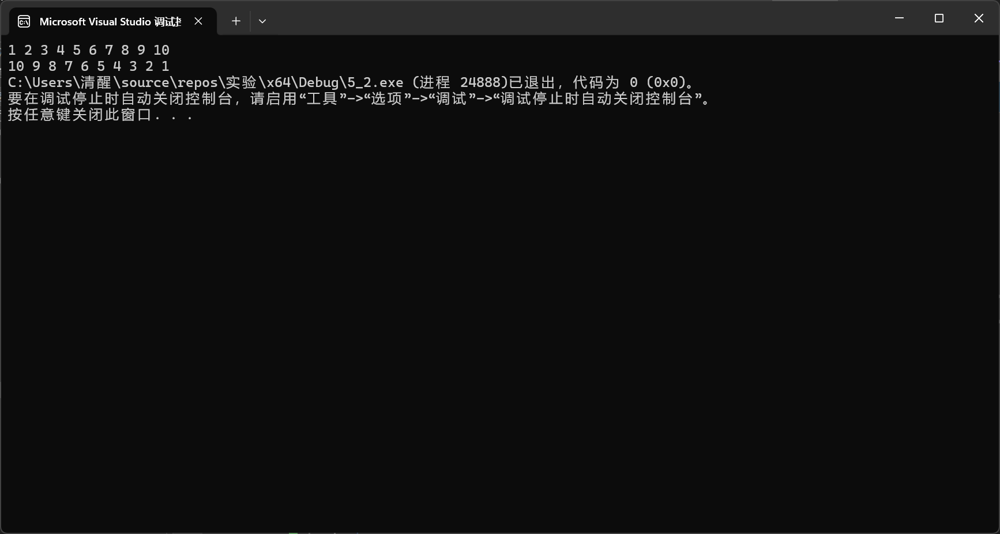 Microsoft Visual Studio 调试
1 2 3 4 5 6 7 8 9 10
10 9 8 7 6 5 4 3 2 1
C:\Users\清醒\source\repos\实验\x64\Debug\5_2.exe (进程 24888)已退出，代码为 0 (0x0)。
要在调试停止时自动关闭控制台，请启用“工具”->“选项”->“调试”->“调试停止时自动关闭控制台”。
按任意键关闭此窗口. . .